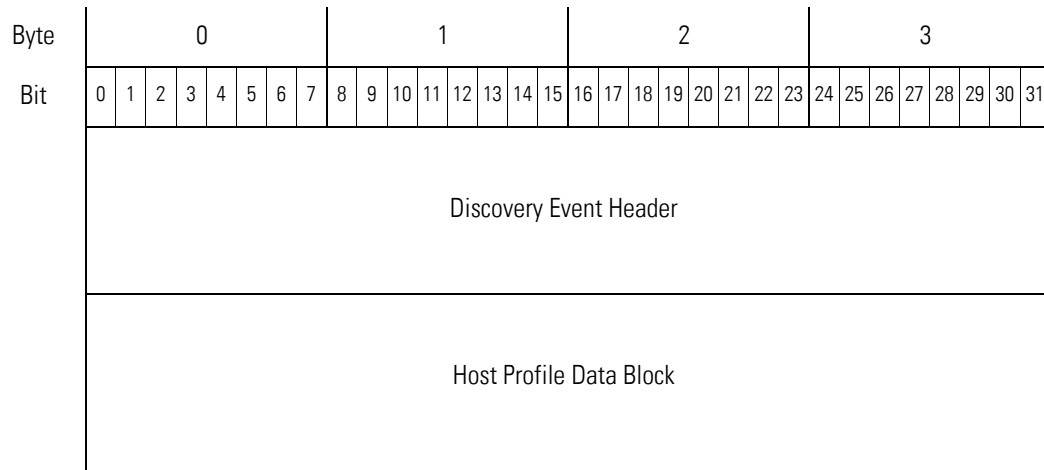 Byte 0 1 2 3
Bit 0 1 2 3 4 5 6 7 8 9 10 11 12 13 14 15 16 17 18 19 20 21 22 23 24 25 26 27 28 29 30 31
Discovery Event Header
Host Profile Data Block